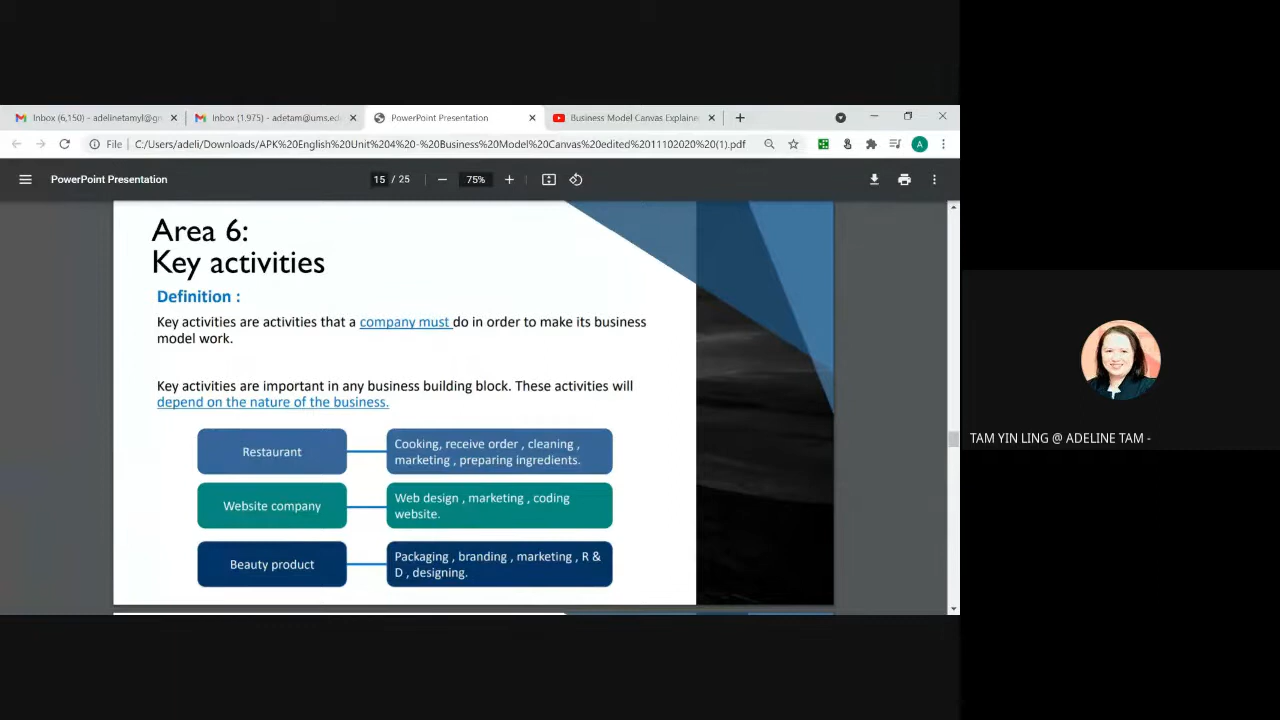 Inbox (6,150) - adelinetamyl@gm
Inbox (1,975) - adetam@ums.ed
PowerPoint Presentation
Business Model Canvas Explaine
File
C:/Users/adeli/Downloads/APK%20English%20Unit%204%20-%20Business%20Model%20Canvas%20edited%2011102020%20(1).pdf
A
PowerPoint Presentation
15 / 25
75%
Area 6:
Key activities
Definition :
Key activities are activities that a company must do in order to make its business
model work.
Key activities are important in any business building block. These activities will
depend on the nature of the business.
Restaurant
Cooking, receive order , cleaning ,
marketing , preparing ingredients.
Website company
Web design , marketing , coding
website.
Beauty product
Packaging , branding , marketing , R &
D , designing.
TAM YIN LING @ ADELINE TAM -